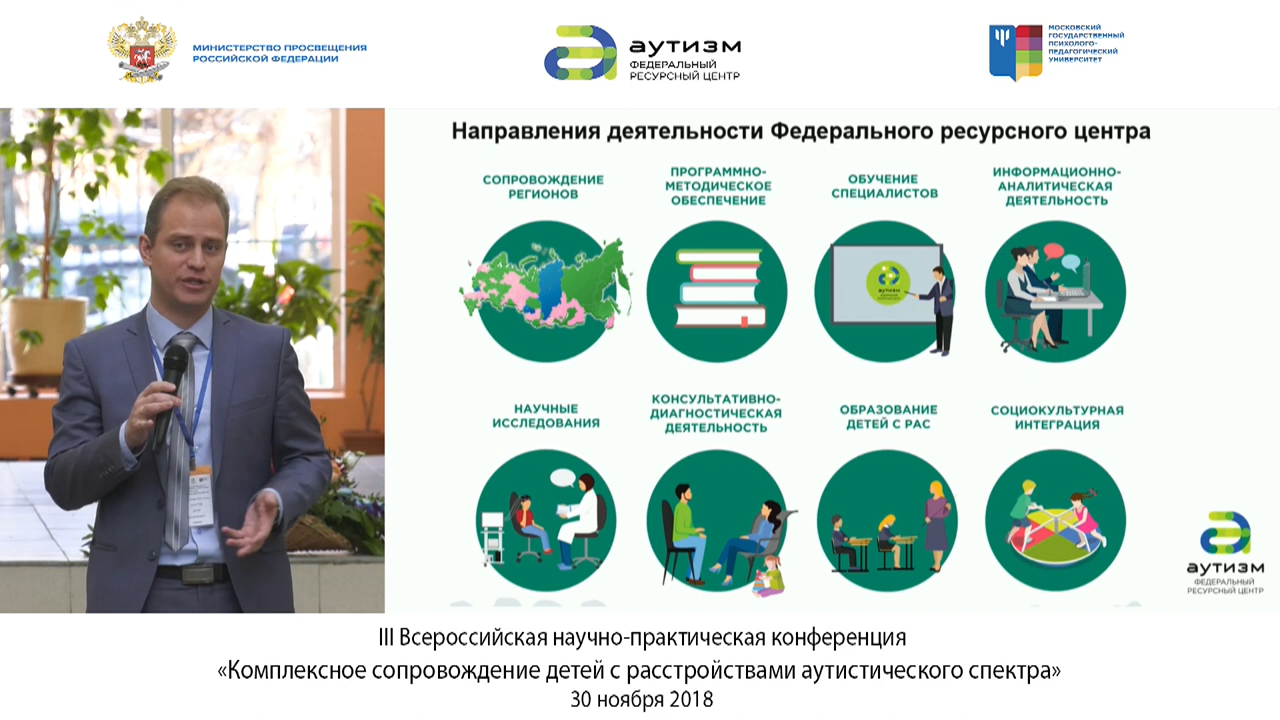 МИНИСТЕРСТВО ПРОСВЕЩЕНИЯ
РОССИЙСКОЙ ФЕДЕРАЦИИ
аутизм
ФЕДЕРАЛЬНЫЙ
РЕСУРСНЫЙ ЦЕНТР
МОСКОВСКИЙ
ГОСУДАРСТВЕННЫЙ
ПСИХОЛОГО-
ПЕДАГОГИЧЕСКИЙ
УНИВЕРСИТЕТ
Направления деятельности Федерального ресурсного центра
СОПРОВОЖДЕНИЕ
РЕГИОНОВ
ПРОГРАММНО-
МЕТОДИЧЕСКОЕ
ОБЕСПЕЧЕНИЕ
ОБУЧЕНИЕ
СПЕЦИАЛИСТОВ
ИНФОРМАЦИОННО-
АНАЛИТИЧЕСКАЯ
ДЕЯТЕЛЬНОСТЬ
аутизм
НАУЧНЫЕ
ИССЛЕДОВАНИЯ
КОНСУЛЬТАТИВНО-
ДИАГНОСТИЧЕСКАЯ
ДЕЯТЕЛЬНОСТЬ
ОБРАЗОВАНИЕ
ДЕТЕЙ С РАС
СОЦИОКУЛЬТУРНАЯ
ИНТЕГРАЦИЯ
аутизм
ФЕДЕРАЛЬНЫЙ
РЕСУРСНЫЙ ЦЕНТР
III Всероссийская научно-практическая конференция
«Комплексное сопровождение детей с расстройствами аутистического спектра»
30 ноября 2018